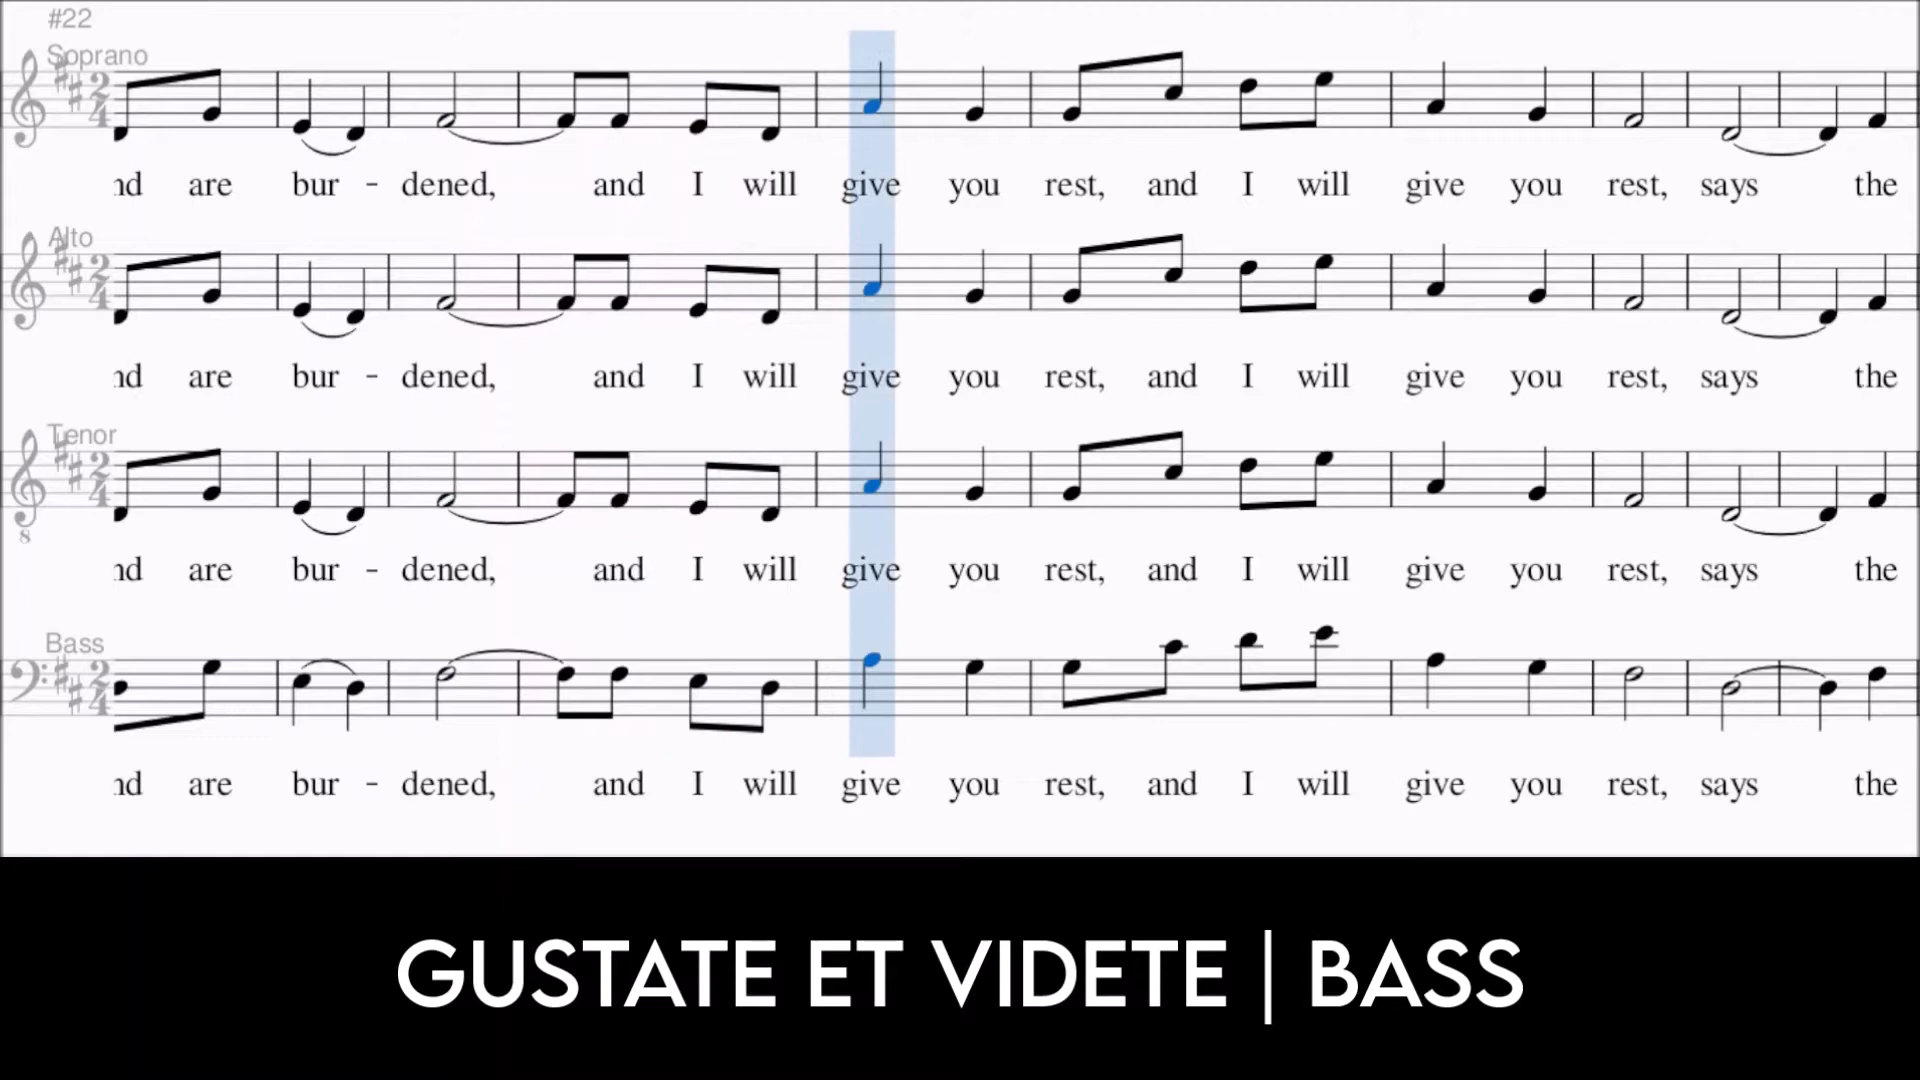 #22
Soprano
nd are bur - dened, and I will give you rest, and I will give you rest, says the
Alto
nd are bur - dened, and I will give you rest, and I will give you rest, says the
Tenor
nd are bur - dened, and I will give you rest, and I will give you rest, says the
8
Bass
nd are bur - dened, and I will give you rest, and I will give you rest, says the
GUSTATE ET VIDETE | BASS